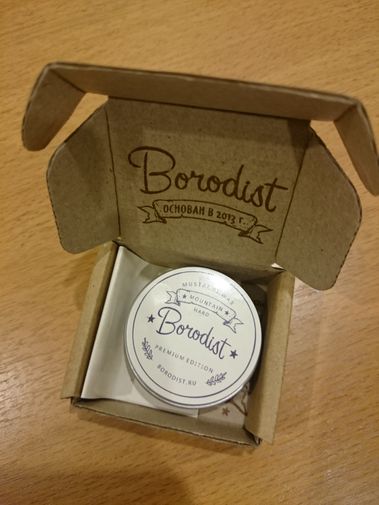 Borodist
ОСНОВАН В 2013 г.
MUSTACHE WAX
MOUNTAIN
HARD
Borodist
PREMIUM EDITION
BORODIST.RU